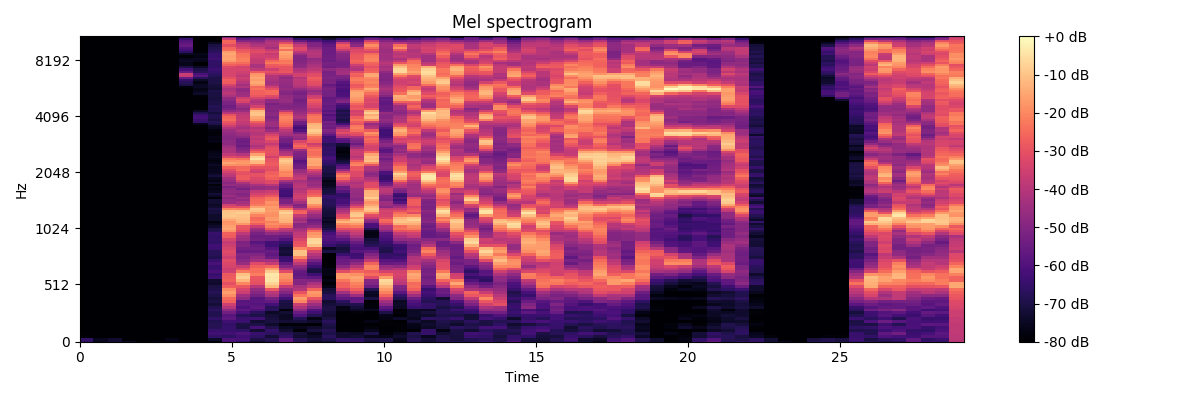 Mel spectrogram
Hz
8192
4096
2048
1024
512
0
0 5 10 15 20 25
Time
+0 dB
-10 dB
-20 dB
-30 dB
-40 dB
-50 dB
-60 dB
-70 dB
-80 dB